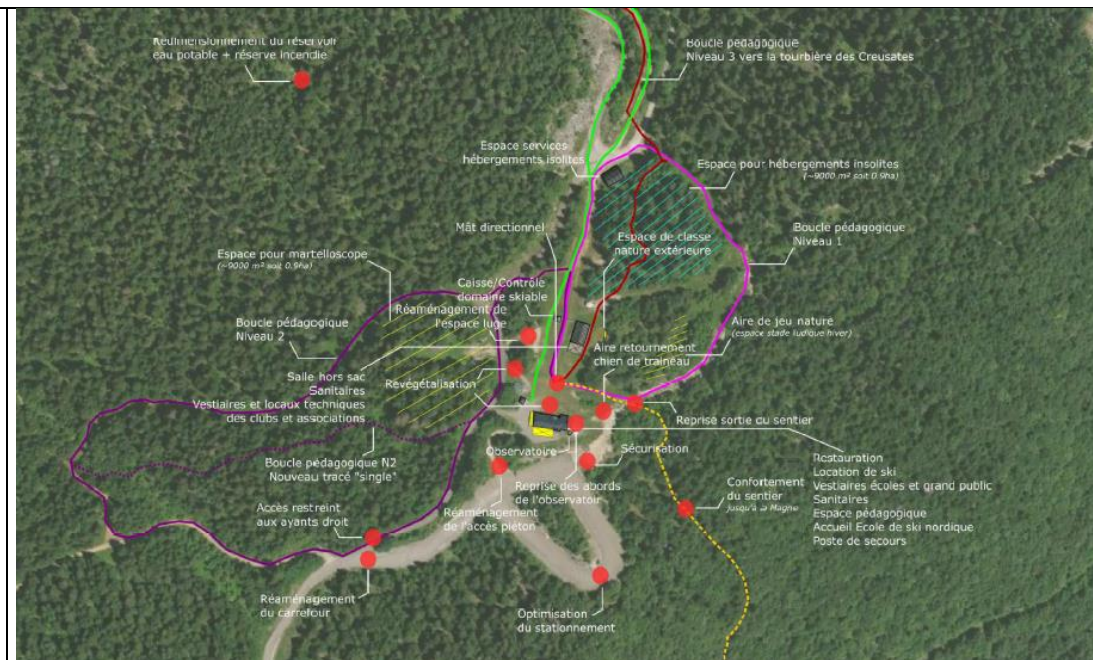 Redimensionnement du réservoir
eau potable + réserve incendie
Boucle pédagogique
Niveau 3 vers la tourbière des Creusates
Espace services
hébergements isolites
Espace pour hébergements insolites
(~9000 m² soit 0.9ha)
Mât directionnel
Espace de classe
nature extérieure
Boucle pédagogique
Niveau 1
Espace pour martelloscope
(~9000 m² soit 0.9ha)
Caisse/Contrôle
domaine skiable
Réaménagement de
l'espace luge
Boucle pédagogique
Niveau 2
Aire de jeu nature
(espace stade ludique hiver)
Aire retournement
chien de traineau
Salle hors sac
Sanitaires
Vestiaires et locaux techniques
des clubs et associations
Revégétalisation
Reprise sortie du sentier
Observatoire
Sécurisation
Boucle pédagogique N2
Nouveau tracé "single"
Reprise des abords
de l'observatoir
Restauration
Location de ski
Vestiaires écoles et grand public
Sanitaires
Espace pédagogique
Accueil Ecole de ski nordique
Poste de secours
Confortement
du sentier
jusqu'à la Magne
Accès restreint
aux ayants droit
Réaménagement
de l'accès piéton
Réaménagement
du carrefour
Optimisation
du stationnement